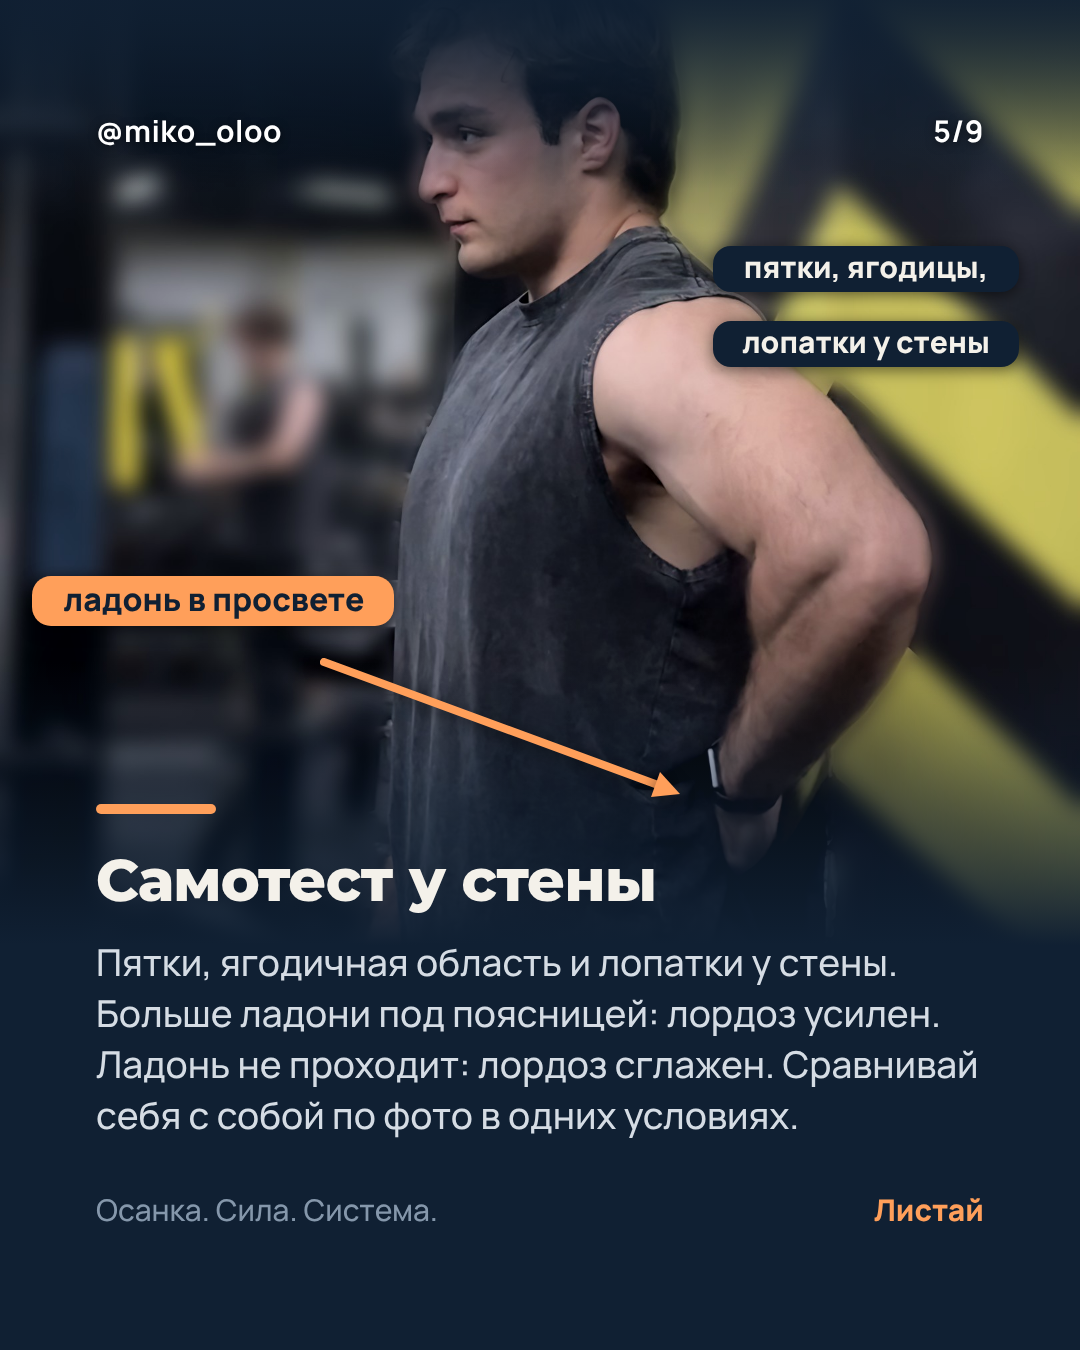 @miko_oloo
5/9
пятки, ягодицы,
лопатки у стены
ладонь в просвете
Самотест у стены
Пятки, ягодичная область и лопатки у стены.
Больше ладони под поясницей: лордоз усилен.
Ладонь не проходит: лордоз сглажен. Сравнивай
себя с собой по фото в одних условиях.
Осанка. Сила. Система.
Листай